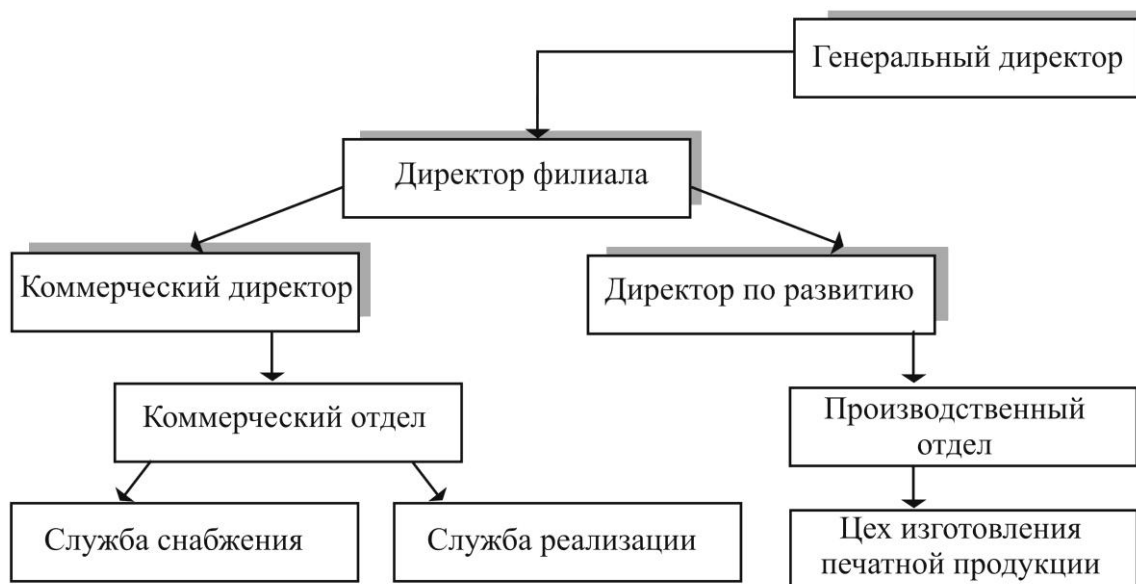 Генеральный директор
Директор филиала
Коммерческий директор
Директор по развитию
Коммерческий отдел
Производственный
отдел
Служба снабжения
Служба реализации
Цех изготовления
печатной продукции